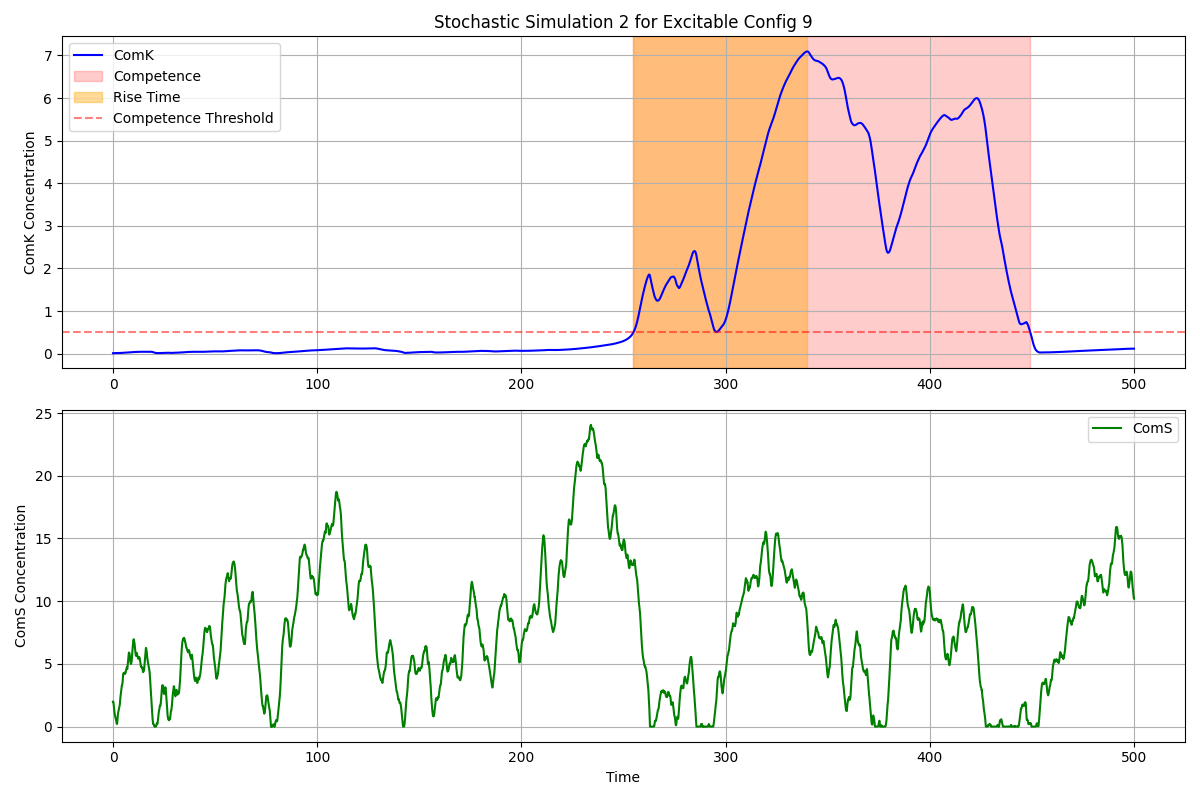 Stochastic Simulation 2 for Excitable Config 9
ComK
Competence
Rise Time
Competence Threshold
ComK Concentration
7
6
5
4
3
2
1
0
0 100 200 300 400 500
ComS
ComS Concentration
25
20
15
10
5
0
0 100 200 300 400 500
Time